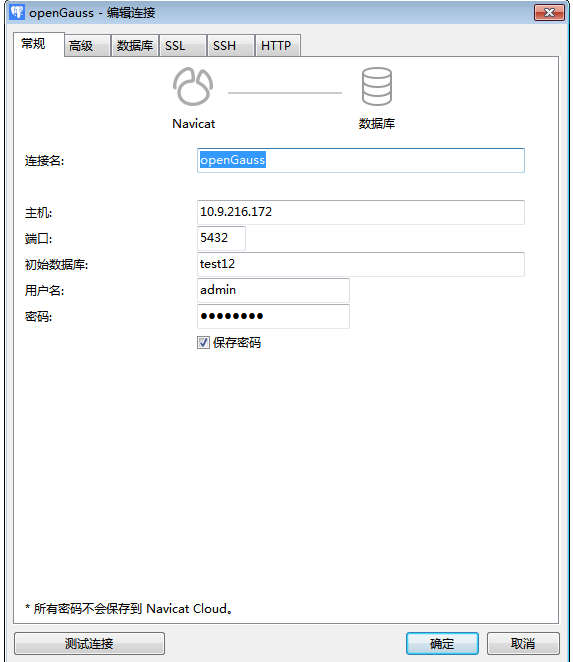 openGauss - 编辑连接
常规 高级 数据库 SSL SSH HTTP
Navicat 数据库
连接名: openGauss
主机: 10.9.216.172
端口: 5432
初始数据库: test12
用户名: admin
密码: ●●●●●●●●
保存密码
* 所有密码不会保存到 Navicat Cloud。
测试连接 确定 取消